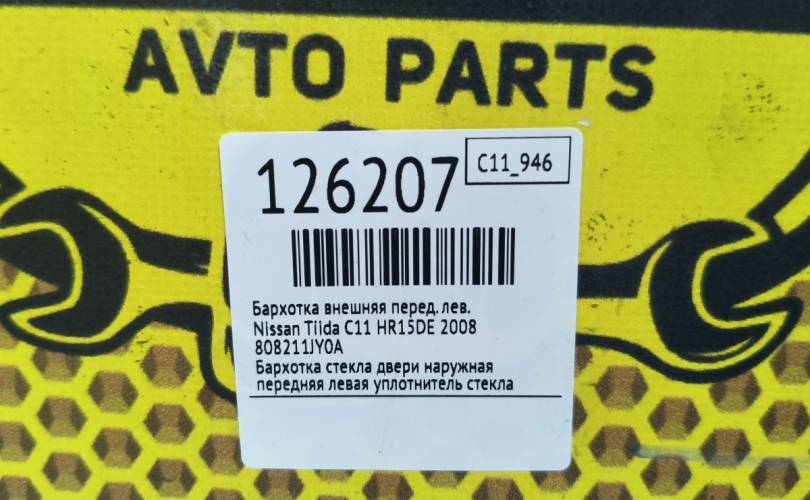 AVTO PARTS
126207
C11_946
Бархотка внешняя перед. лев.
Nissan Tiida C11 HR15DE 2008
808211JY0A
Бархотка стекла двери наружная
передняя левая уплотнитель стекла